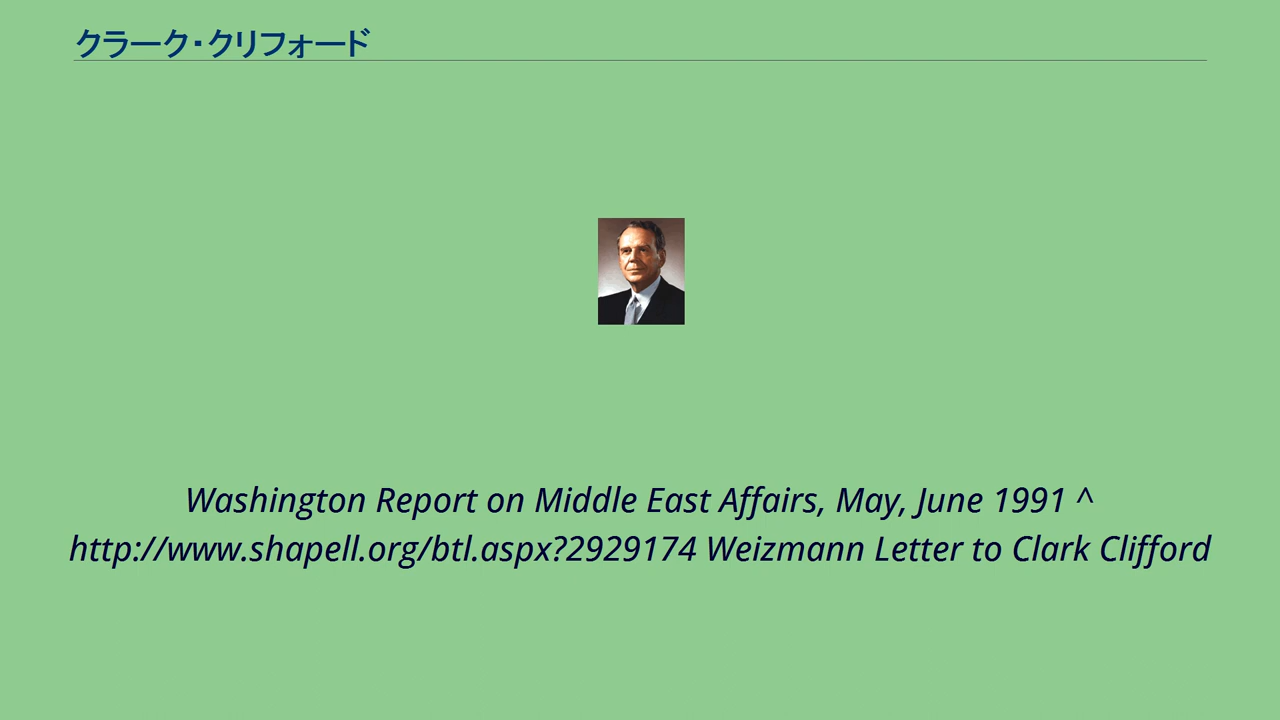 クラーク・クリフォード
Washington Report on Middle East Affairs, May, June 1991 ^
http://www.shapell.org/btl.aspx?2929174 Weizmann Letter to Clark Clifford